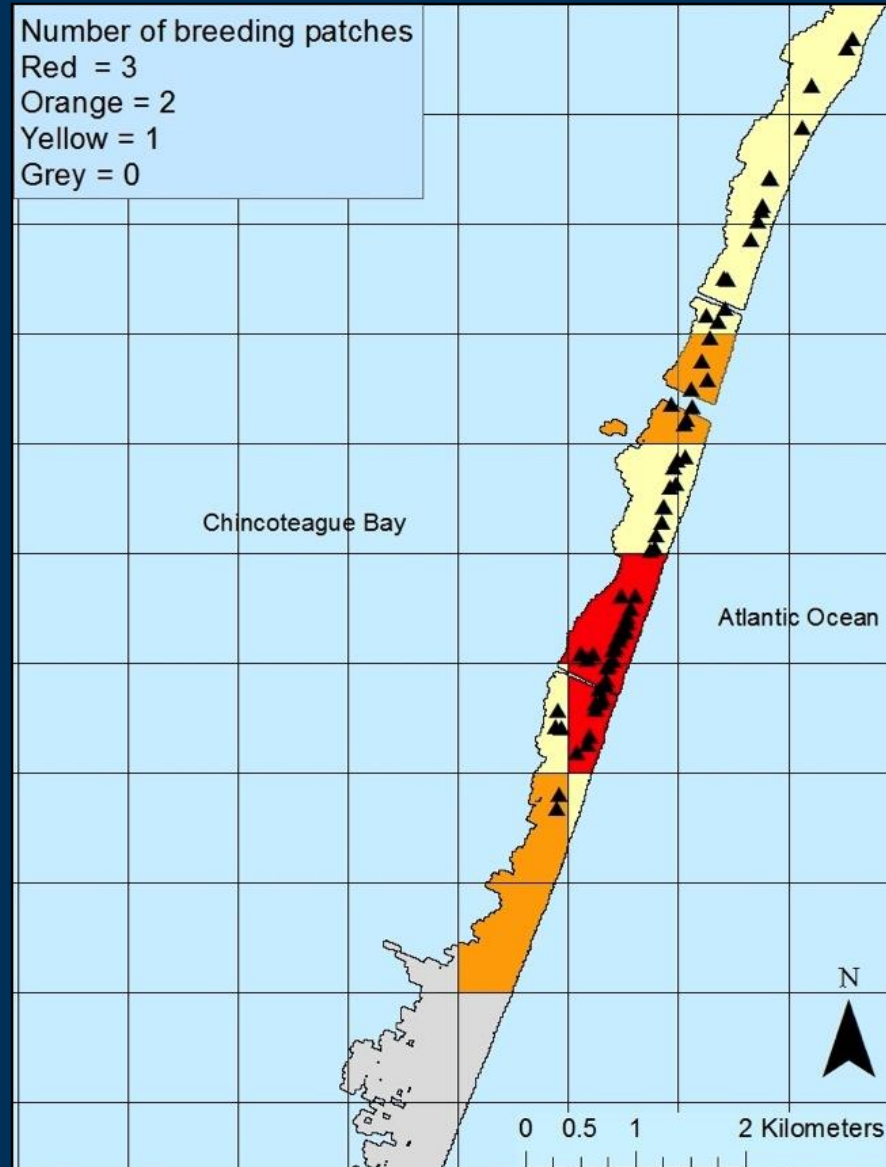 Number of breeding patches
Red = 3
Orange = 2
Yellow = 1
Grey = 0
Chincoteague Bay
Atlantic Ocean
N
0 0.5 1 2 Kilometers